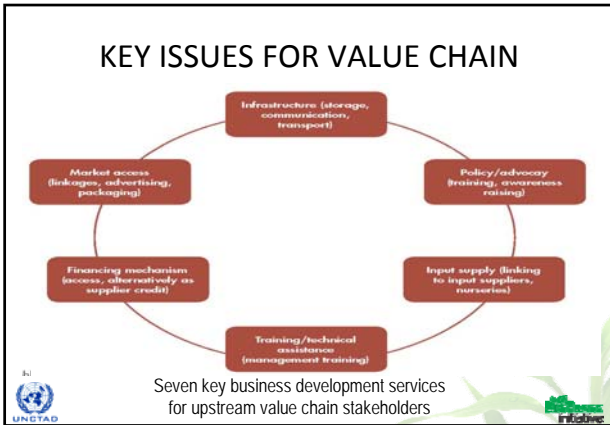 KEY ISSUES FOR VALUE CHAIN
Infrastructure (storage,
communication,
transport)
Market access
(linkages, advertising,
packaging)
Policy/advocay
(training, awareness
raising)
Financing mechanism
(access, alternatively as
supplier credit)
Input supply (linking
to input suppliers,
nurseries)
Training/technical
assistance
(management training)
Seven key business development services
for upstream value chain stakeholders
UNCTAD
initiative